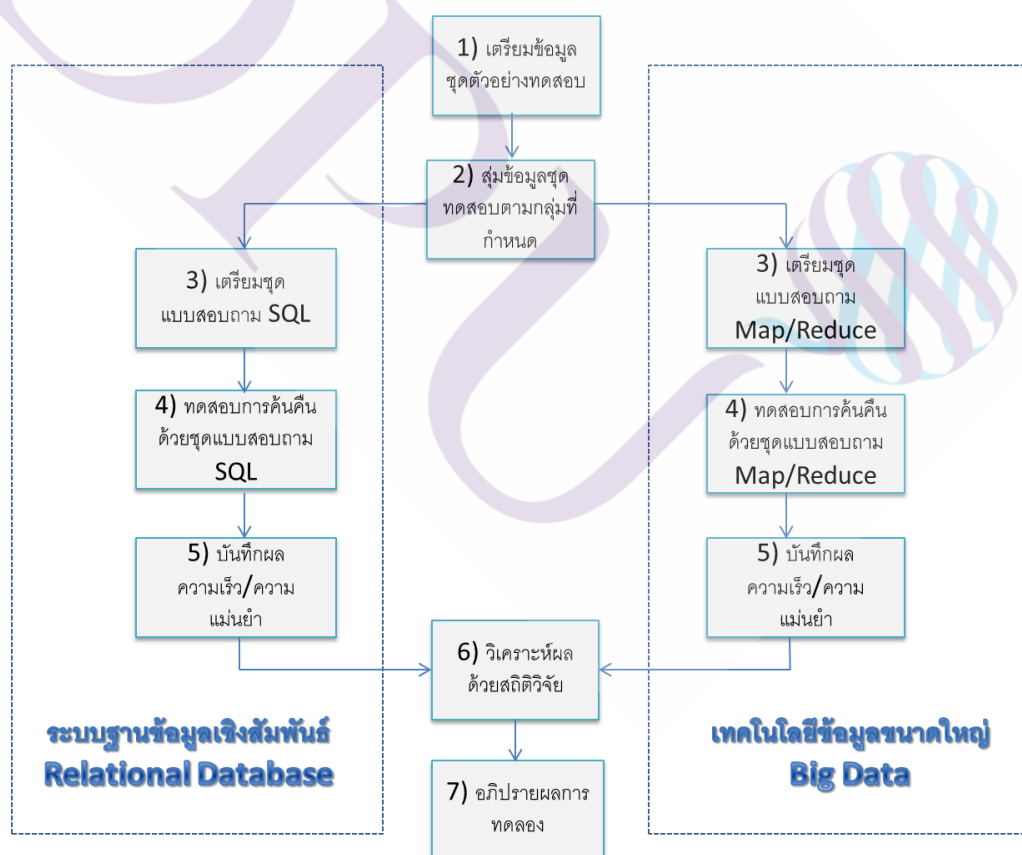 1) เตรียมข้อมูล
ชุดตัวอย่างทดสอบ
2) สุ่มข้อมูลชุด
ทดสอบตามกลุ่มที่
กำหนด
3) เตรียมชุด
แบบสอบถาม SQL
4) ทดสอบการค้นคืน
ด้วยชุดแบบสอบถาม
SQL
5) บันทึกผล
ความเร็ว/ความ
แม่นยำ
ระบบฐานข้อมูลเชิงสัมพันธ์
Relational Database
3) เตรียมชุด
แบบสอบถาม
Map/Reduce
4) ทดสอบการค้นคืน
ด้วยชุดแบบสอบถาม
Map/Reduce
5) บันทึกผล
ความเร็ว/ความ
แม่นยำ
เทคโนโลยีข้อมูลขนาดใหญ่
Big Data
6) วิเคราะห์ผล
ด้วยสถิติวิจัย
7) อภิปรายผลการ
ทดลอง